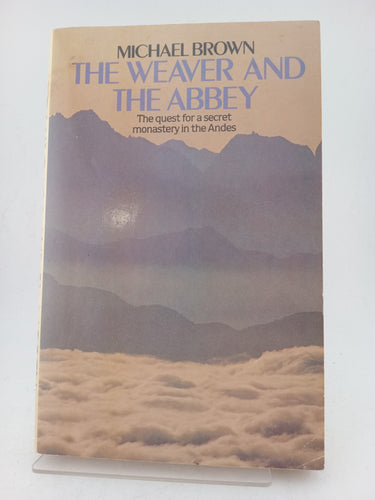 MICHAEL BROWN
THE WEAVER AND
THE ABBEY
The quest for a secret
monastery in the Andes